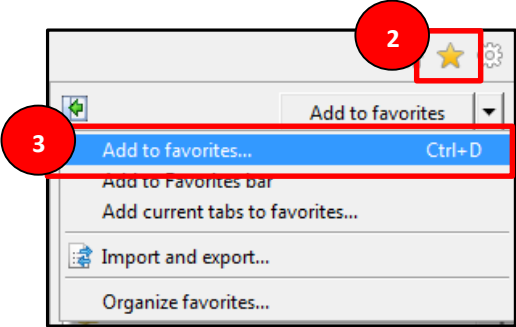 2
Add to favorites
3
Add to favorites... Ctrl+D
Add to Favorites bar
Add current tabs to favorites...
Import and export...
Organize favorites...